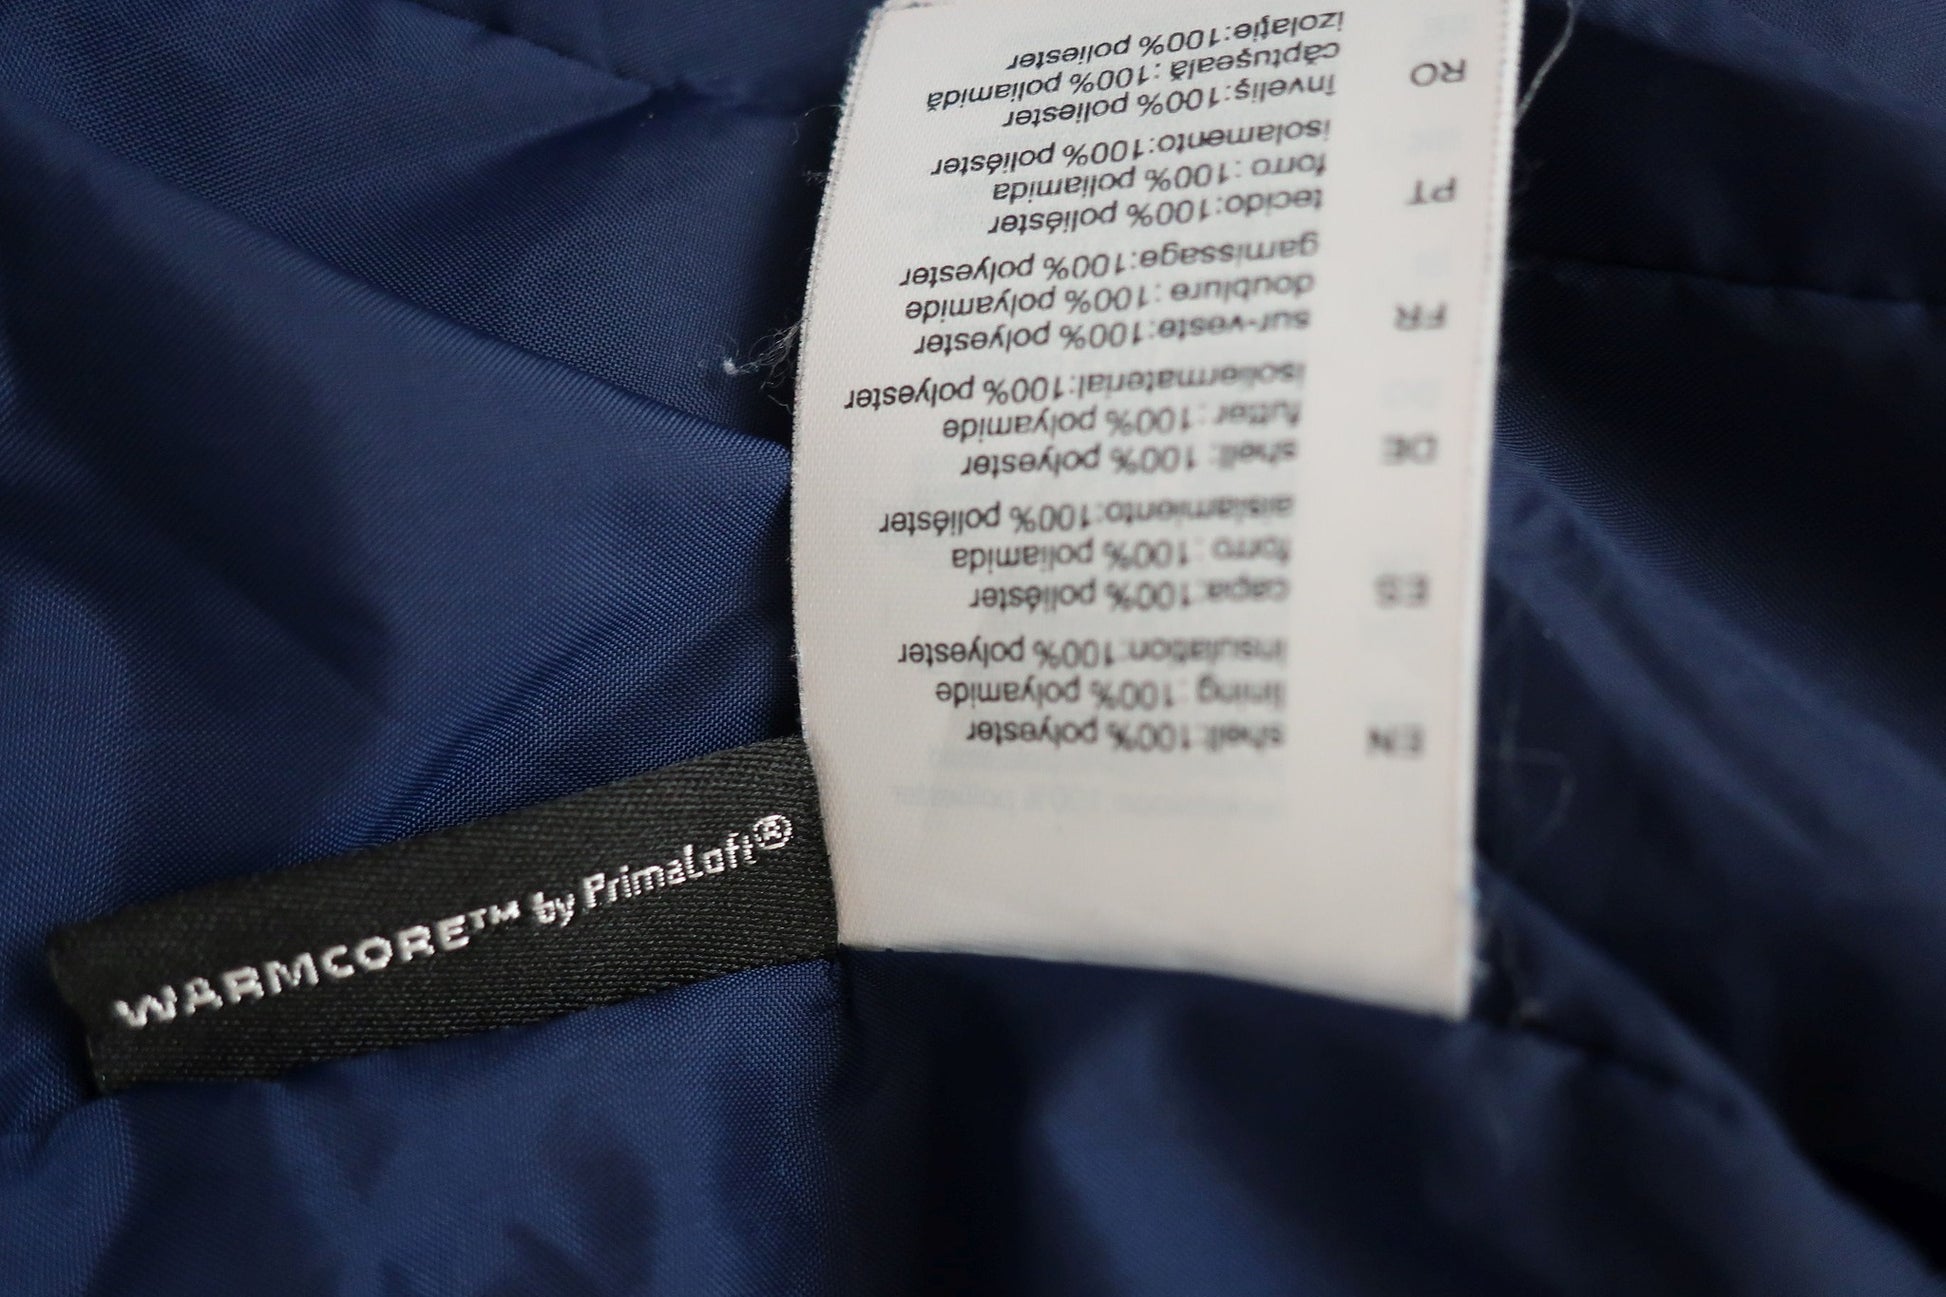 EN shell:100% polyester
lining :100% polyamide
insulation:100% polyester
ES capa:100% poliéster
forro :100% poliamida
aislamiento:100% poliéster
DE shell: 100% polyester
futter :100% polyamide
isoliermaterial:100% polyester
FR sur-veste:100% polyester
doublure :100% polyamide
garnissage:100% polyester
PT tecido:100% poliéster
forro :100% poliamida
isolamento:100% poliéster
RO înveliş:100% poliester
căptuşeală :100% poliamidă
izolaţie:100% poliester
WARMCORE™ by PrimaLoft®